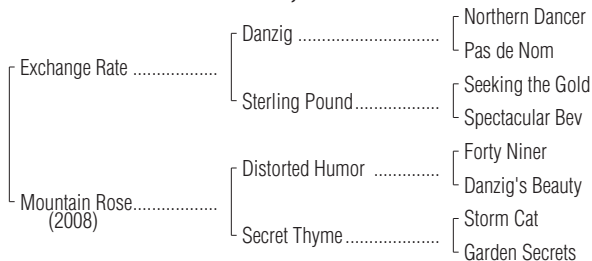 Northern Dancer
Danzig ..............................
Pas de Nom
Exchange Rate ..................
Seeking the Gold
Sterling Pound..................
Spectacular Bev
Forty Niner
Distorted Humor ..............
Danzig's Beauty
Mountain Rose..................
(2008)
Storm Cat
Secret Thyme....................
Garden Secrets